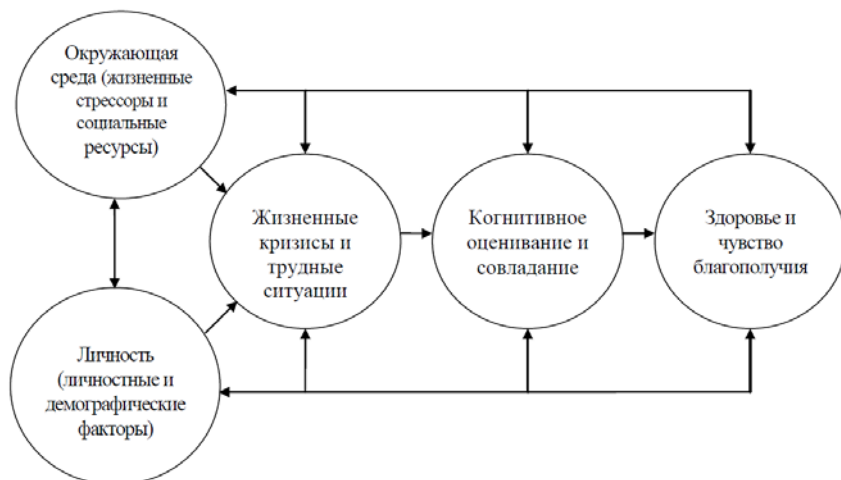 Окружающая
среда (жизненные
стрессоры и
социальные
ресурсы)
Жизненные
кризисы и
трудные
ситуации
Когнитивное
оценивание и
совладание
Здоровье и
чувство
благополучия
Личность
(личностные и
демографические
факторы)